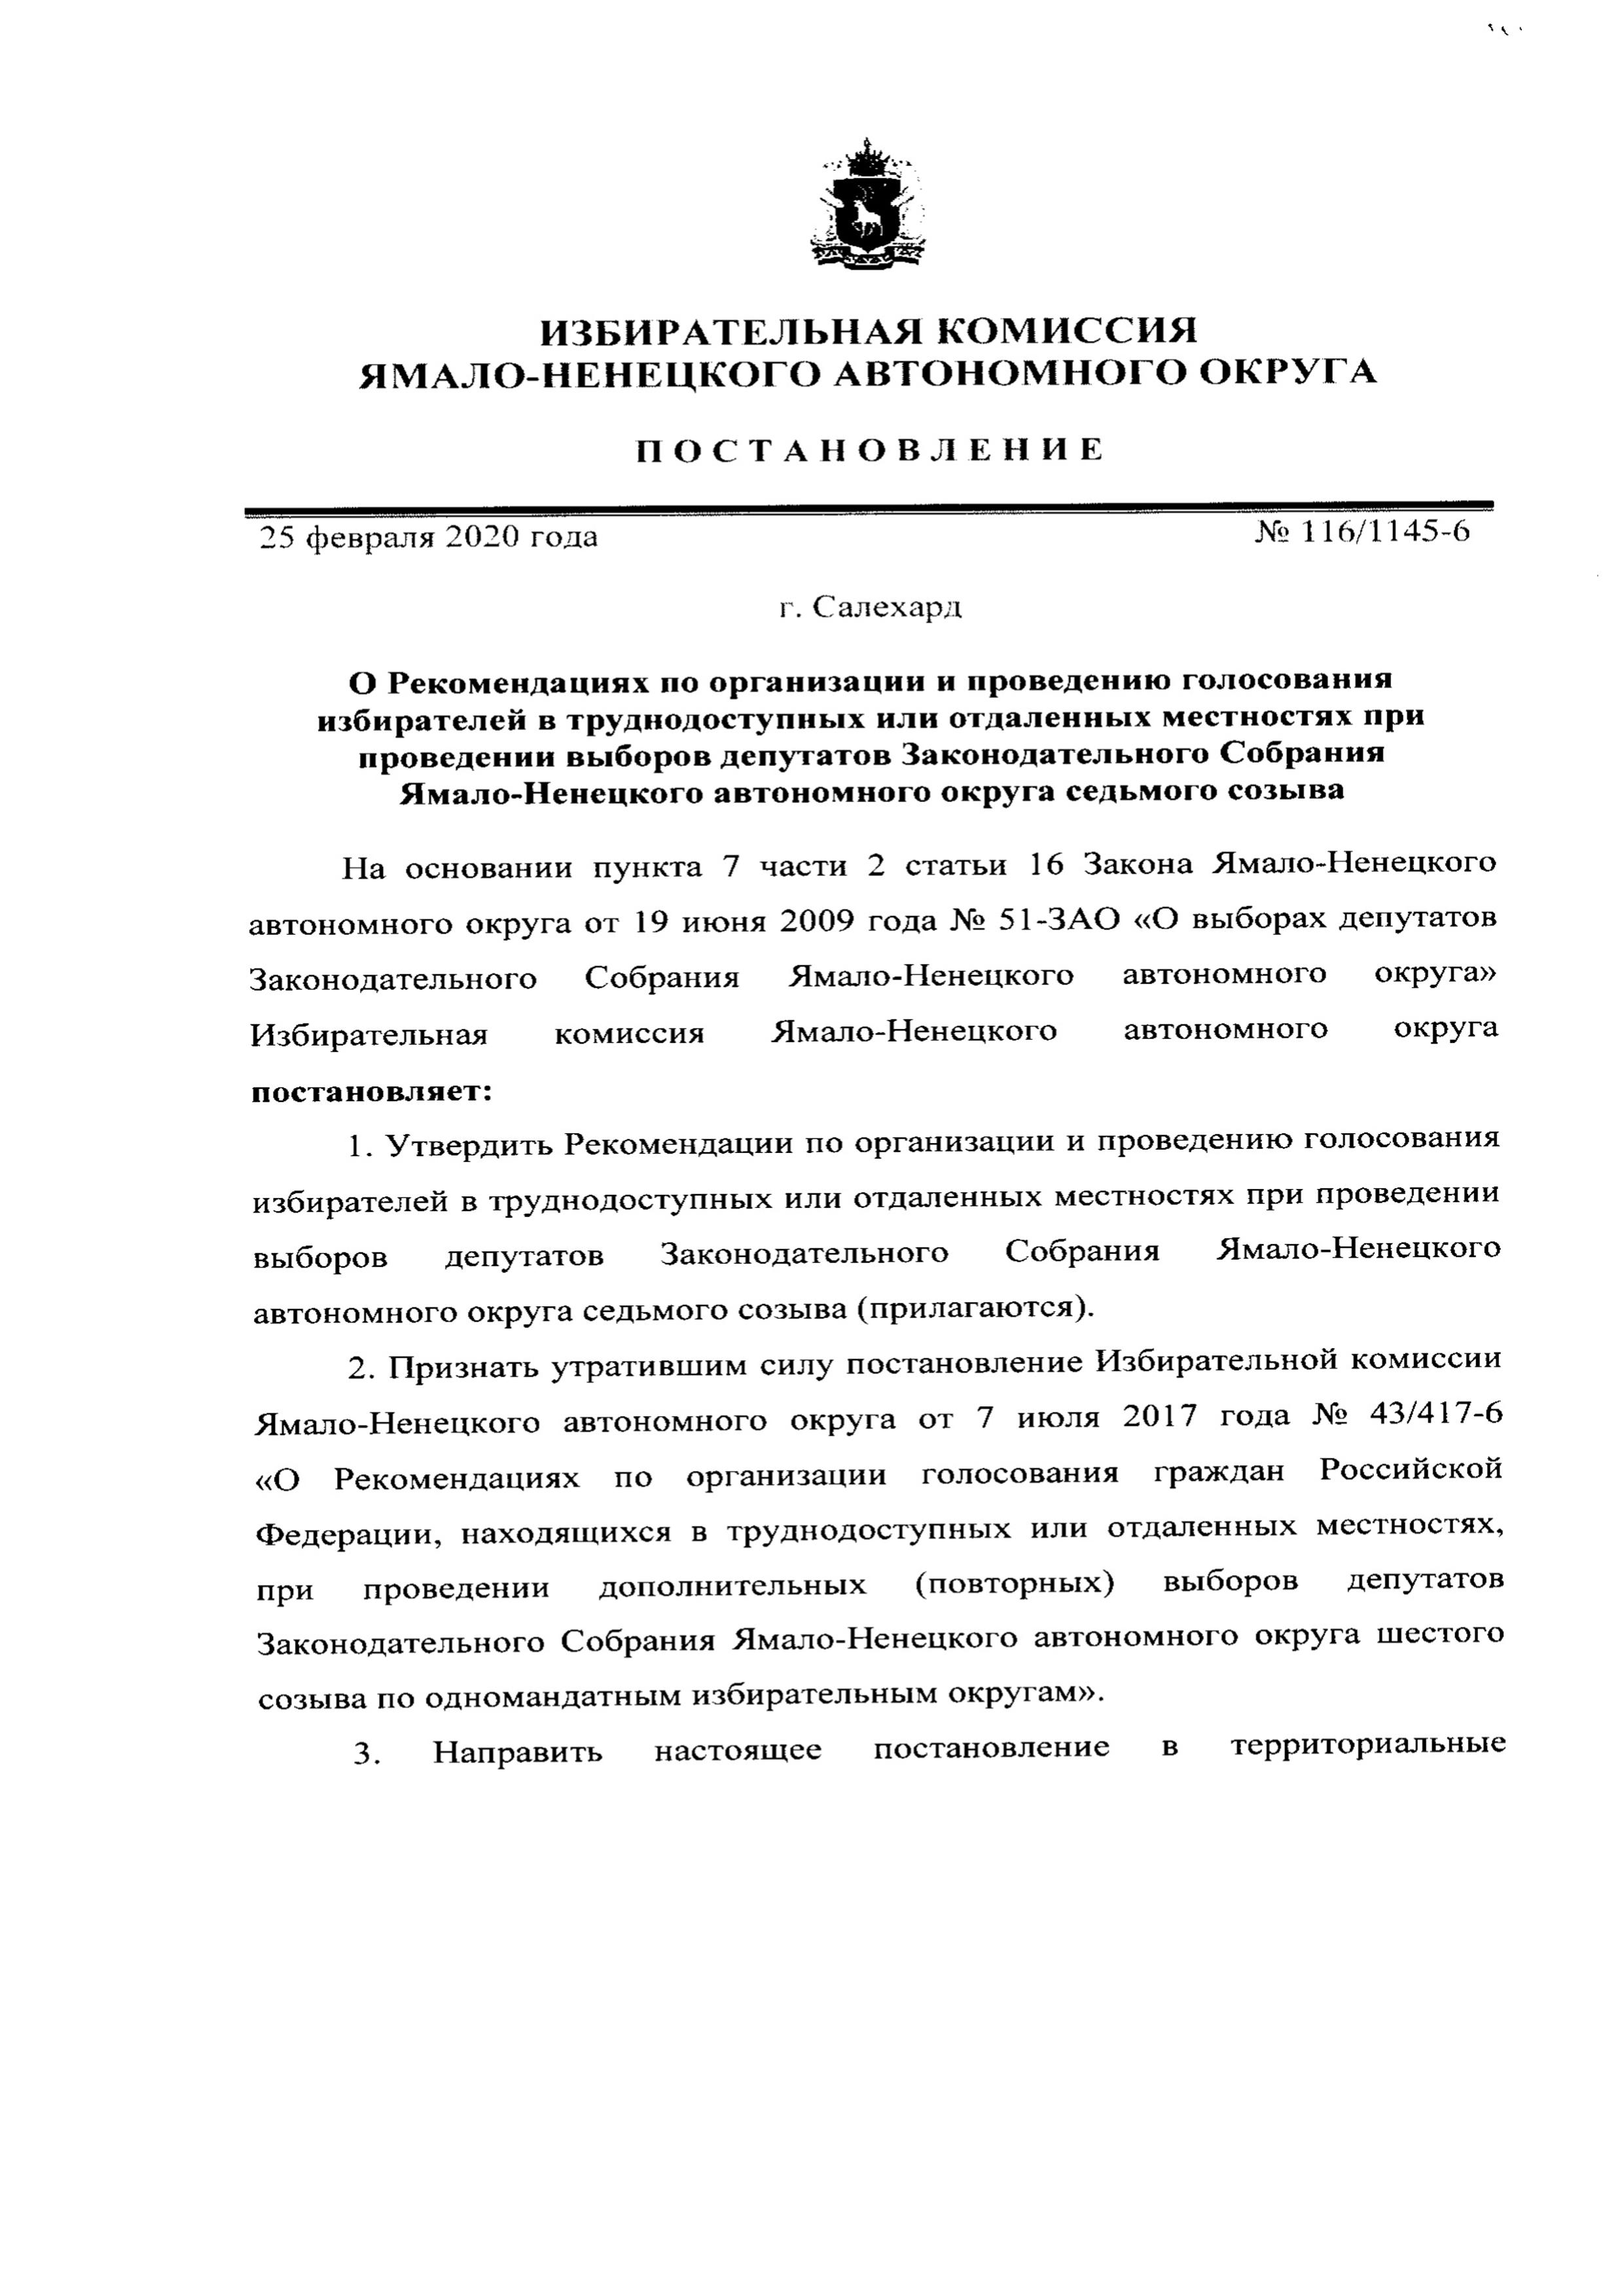 ИЗБИРАТЕЛЬНАЯ КОМИССИЯ
ЯМАЛО-НЕНЕЦКОГО АВТОНОМНОГО ОКРУГА
ПОСТАНОВЛЕНИЕ
25 февраля 2020 года № 116/1145-6
г. Салехард
О Рекомендациях по организации и проведению голосования
избирателей в труднодоступных или отдаленных местностях при
проведении выборов депутатов Законодательного Собрания
Ямало-Ненецкого автономного округа седьмого созыва
На основании пункта 7 части 2 статьи 16 Закона Ямало-Ненецкого
автономного округа от 19 июня 2009 года № 51-ЗАО «О выборах депутатов
Законодательного Собрания Ямало-Ненецкого автономного округа»
Избирательная комиссия Ямало-Ненецкого автономного округа
постановляет:
1. Утвердить Рекомендации по организации и проведению голосования
избирателей в труднодоступных или отдаленных местностях при проведении
выборов депутатов Законодательного Собрания Ямало-Ненецкого
автономного округа седьмого созыва (прилагаются).
2. Признать утратившим силу постановление Избирательной комиссии
Ямало-Ненецкого автономного округа от 7 июля 2017 года № 43/417-6
«О Рекомендациях по организации голосования граждан Российской
Федерации, находящихся в труднодоступных или отдаленных местностях,
при проведении дополнительных (повторных) выборов депутатов
Законодательного Собрания Ямало-Ненецкого автономного округа шестого
созыва по одномандатным избирательным округам».
3. Направить настоящее постановление в территориальные